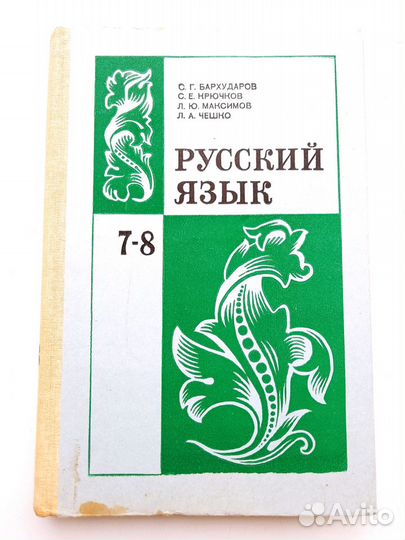 С. Г. БАРХУДАРОВ
С. Е. КРЮЧКОВ
Л. Ю. МАКСИМОВ
Л. А. ЧЕШКО
РУССКИЙ
ЯЗЫК
7-8
Avito